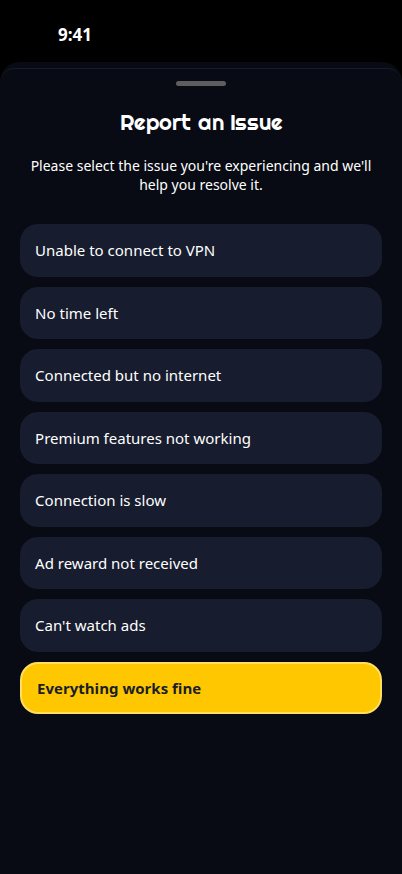 9:41
Report an Issue
Please select the issue you're experiencing and we'll
help you resolve it.
Unable to connect to VPN
No time left
Connected but no internet
Premium features not working
Connection is slow
Ad reward not received
Can't watch ads
Everything works fine